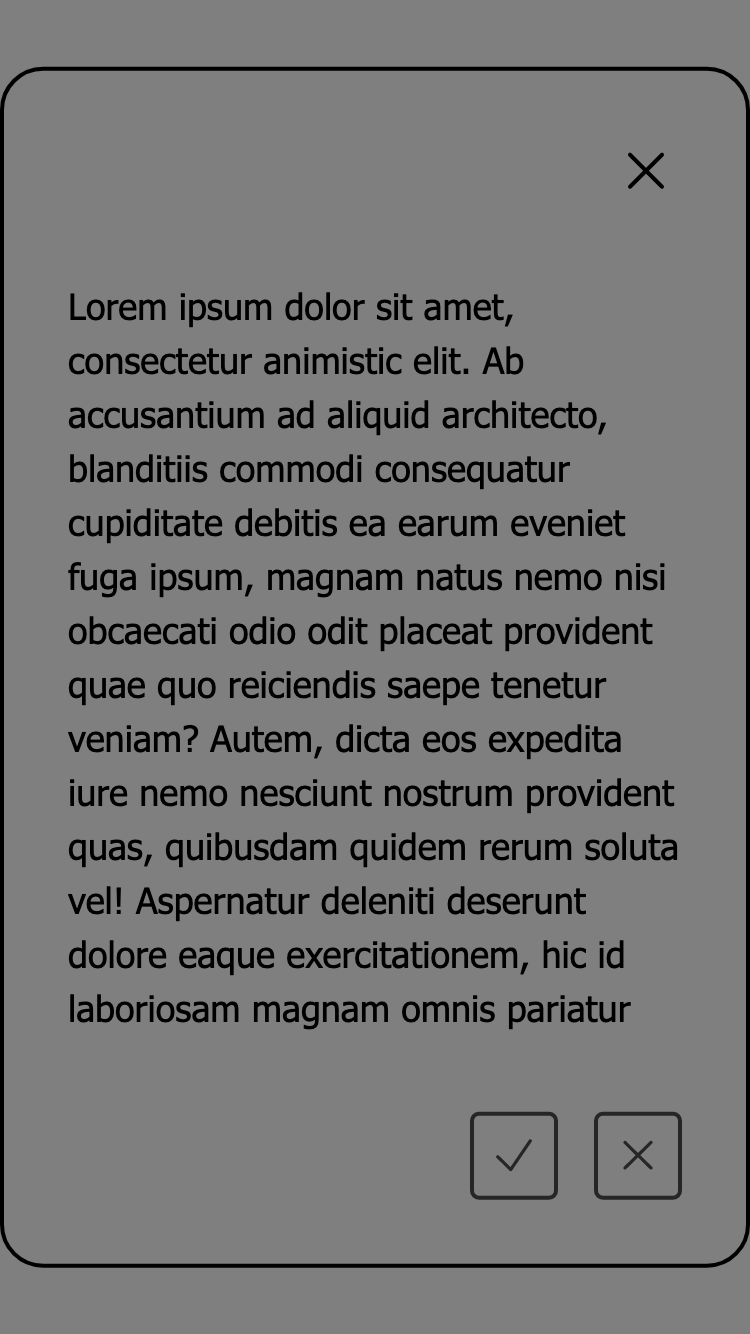 Lorem ipsum dolor sit amet,
consectetur animistic elit. Ab
accusantium ad aliquid architecto,
blanditiis commodi consequatur
cupiditate debitis ea earum eveniet
fuga ipsum, magnam natus nemo nisi
obcaecati odio odit placeat provident
quae quo reiciendis saepe tenetur
veniam? Autem, dicta eos expedita
iure nemo nesciunt nostrum provident
quas, quibusdam quidem rerum soluta
vel! Aspernatur deleniti deserunt
dolore eaque exercitationem, hic id
laboriosam magnam omnis pariatur